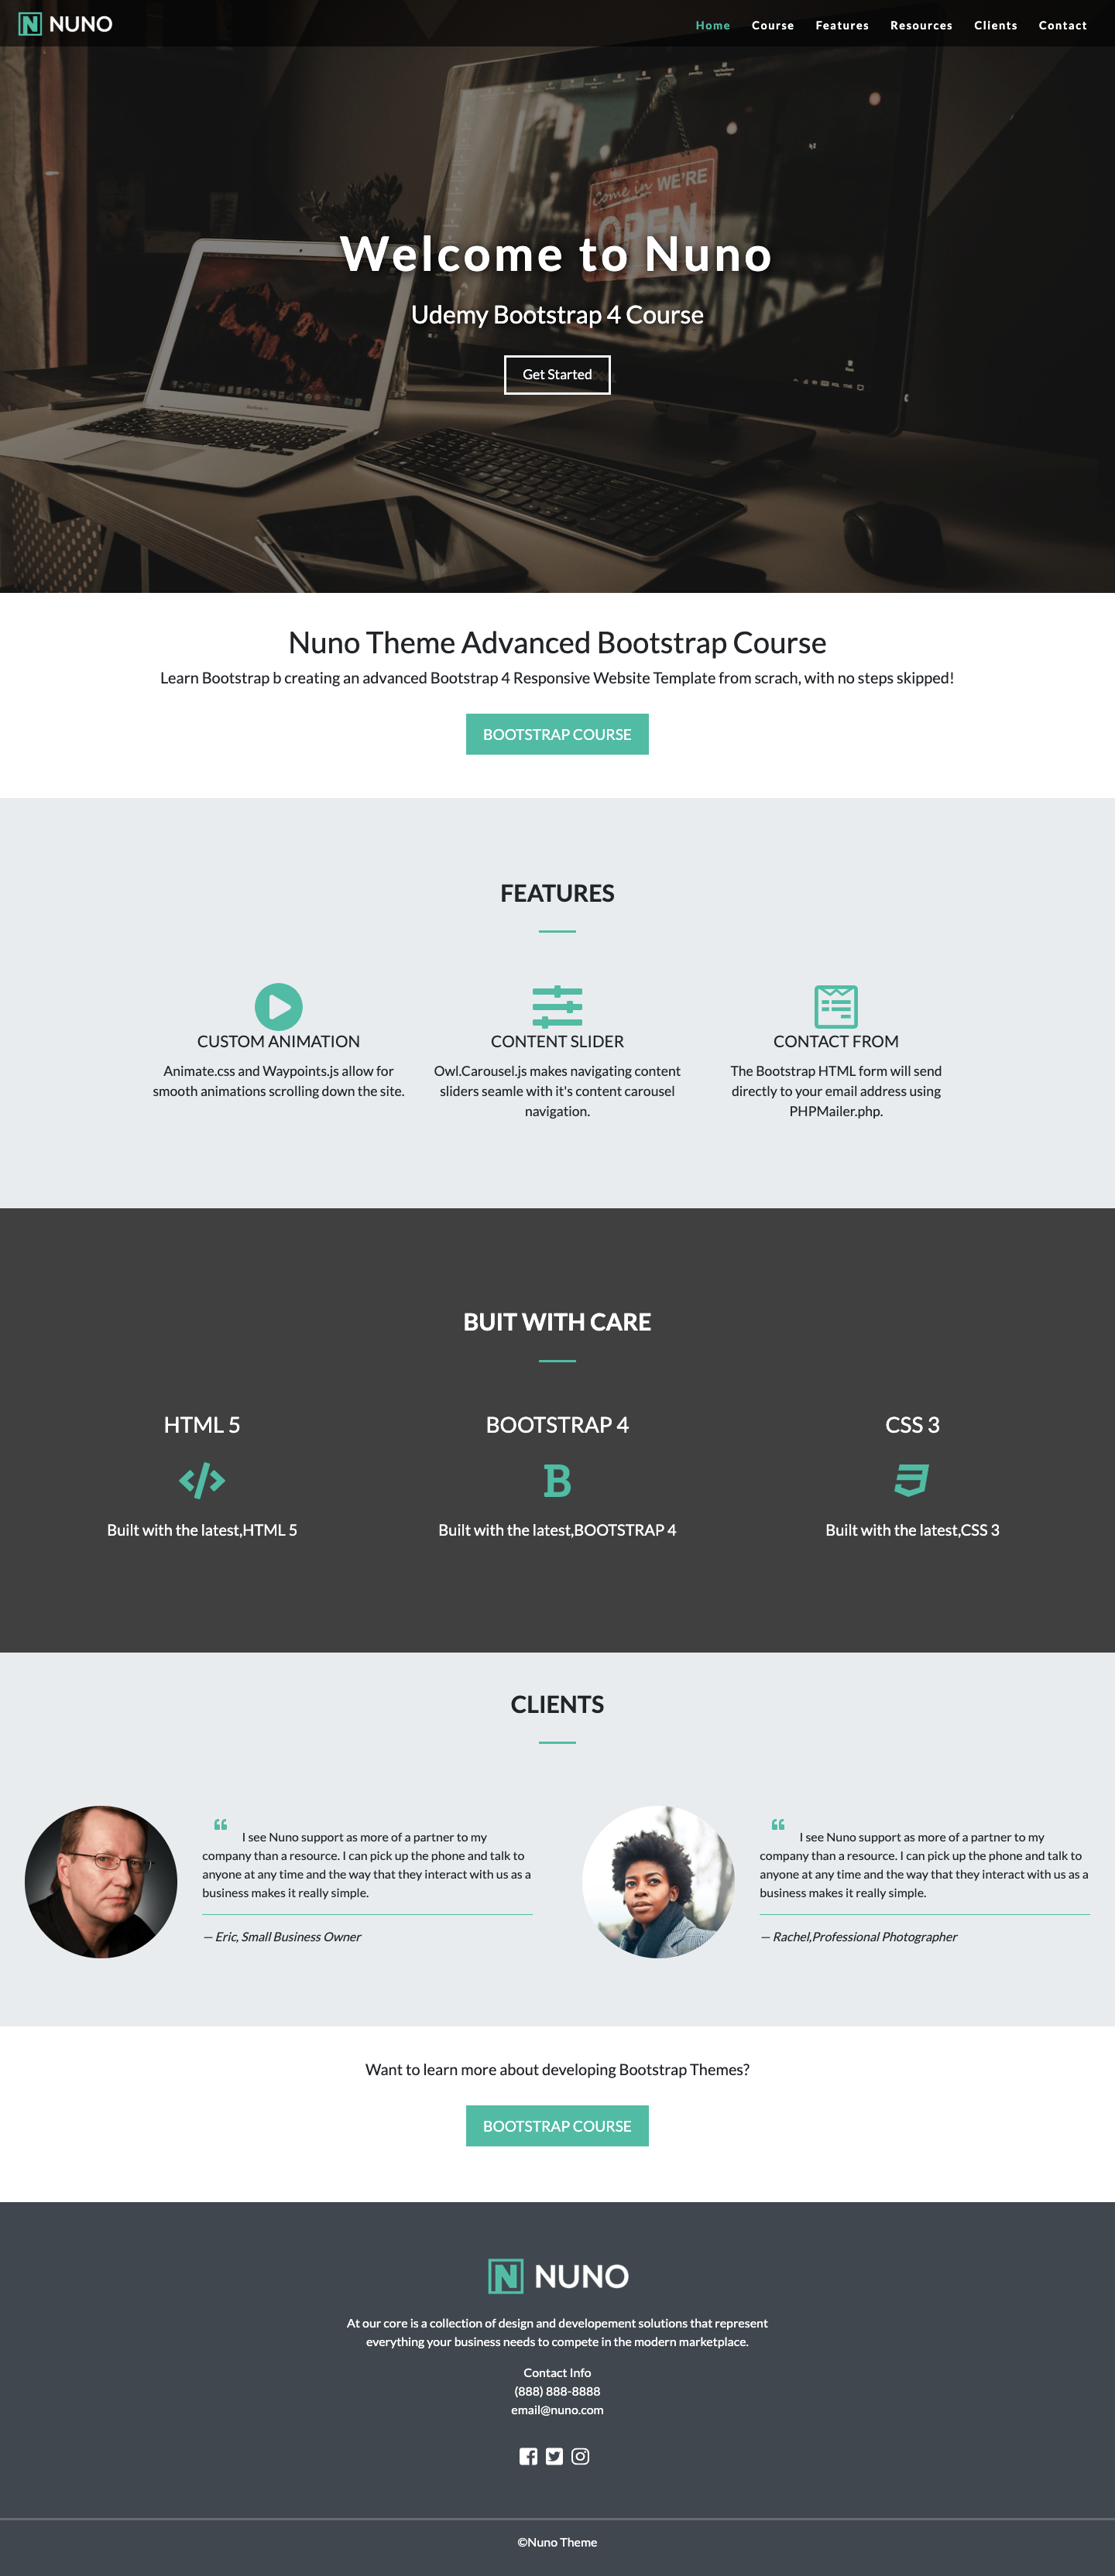 NUNO
Home Course Features Resources Clients Contact
Come in WE'RE
OPEN
Welcome to Nuno
Udemy Bootstrap 4 Course
Get Started
Nuno Theme Advanced Bootstrap Course
Learn Bootstrap b creating an advanced Bootstrap 4 Responsive Website Template from scrach, with no steps skipped!
BOOTSTRAP COURSE
FEATURES
CUSTOM ANIMATION
Animate.css and Waypoints.js allow for
smooth animations scrolling down the site.
CONTENT SLIDER
Owl.Carousel.js makes navigating content
sliders seamle with it's content carousel
navigation.
CONTACT FROM
The Bootstrap HTML form will send
directly to your email address using
PHPMailer.php.
BUIT WITH CARE
HTML 5
Built with the latest,HTML 5
BOOTSTRAP 4
B
Built with the latest,BOOTSTRAP 4
CSS 3
Built with the latest,CSS 3
CLIENTS
“ I see Nuno support as more of a partner to my
company than a resource. I can pick up the phone and talk to
anyone at any time and the way that they interact with us as a
business makes it really simple.
— Eric, Small Business Owner
“ I see Nuno support as more of a partner to my
company than a resource. I can pick up the phone and talk to
anyone at any time and the way that they interact with us as a
business makes it really simple.
— Rachel,Professional Photographer
Want to learn more about developing Bootstrap Themes?
BOOTSTRAP COURSE
N NUNO
At our core is a collection of design and developement solutions that represent
everything your business needs to compete in the modern marketplace.
Contact Info
(888) 888-8888
email@nuno.com
©Nuno Theme